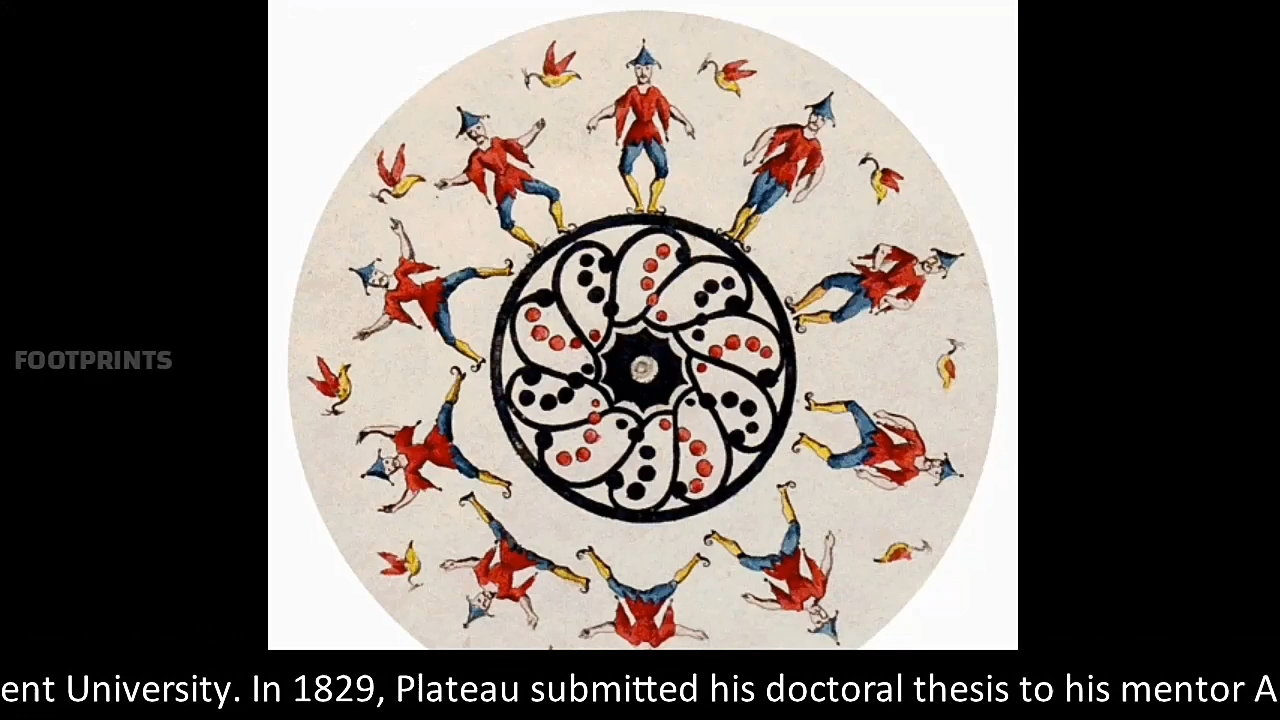 FOOTPRINTS
ent University. In 1829, Plateau submitted his doctoral thesis to his mentor A